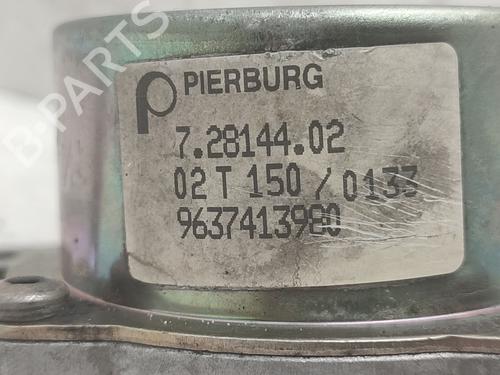 B-PARTS
PIERBURG
7.28144.02
02 T 150 / 0133
9637413980